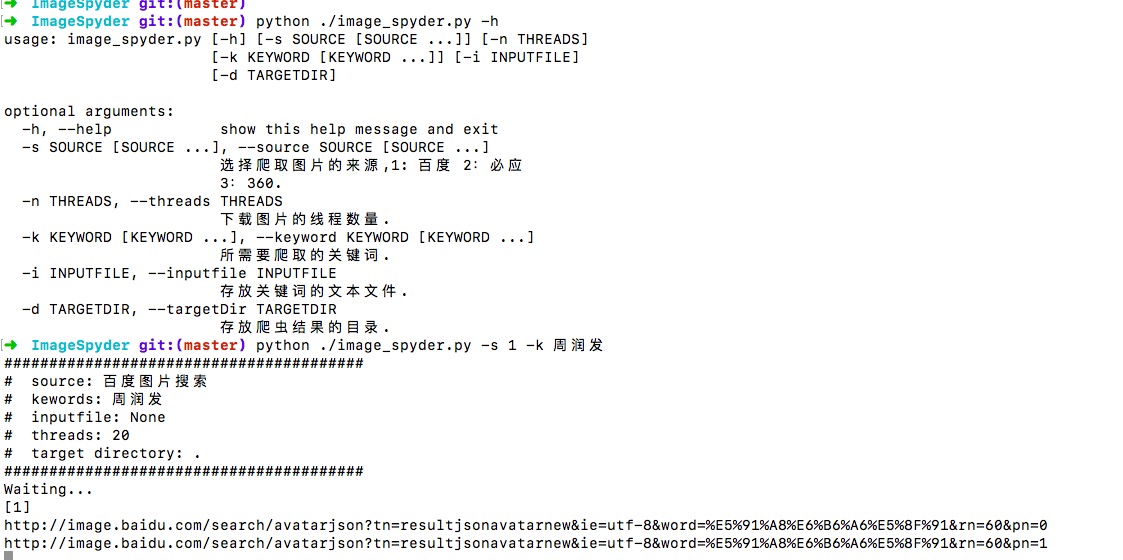 ➜ ImageSpyder git:(master)
➜ ImageSpyder git:(master) python ./image_spyder.py -h
usage: image_spyder.py [-h] [-s SOURCE [SOURCE ...]] [-n THREADS]
[-k KEYWORD [KEYWORD ...]] [-i INPUTFILE]
[-d TARGETDIR]
optional arguments:
-h, --help show this help message and exit
-s SOURCE [SOURCE ...], --source SOURCE [SOURCE ...]
选择爬取图片的来源,1: 百度 2: 必应
3: 360.
-n THREADS, --threads THREADS
下载图片的线程数量.
-k KEYWORD [KEYWORD ...], --keyword KEYWORD [KEYWORD ...]
所需要爬取的关键词.
-i INPUTFILE, --inputfile INPUTFILE
存放关键词的文本文件.
-d TARGETDIR, --targetDir TARGETDIR
存放爬虫结果的目录.
➜ ImageSpyder git:(master) python ./image_spyder.py -s 1 -k 周润发
########################################
# source: 百度图片搜索
# kewords: 周润发
# inputfile: None
# threads: 20
# target directory: .
########################################
Waiting...
[1]
http://image.baidu.com/search/avatarjson?tn=resultjsonavatarnew&ie=utf-8&word=%E5%91%A8%E6%B6%A6%E5%8F%91&rn=60&pn=0
http://image.baidu.com/search/avatarjson?tn=resultjsonavatarnew&ie=utf-8&word=%E5%91%A8%E6%B6%A6%E5%8F%91&rn=60&pn=1